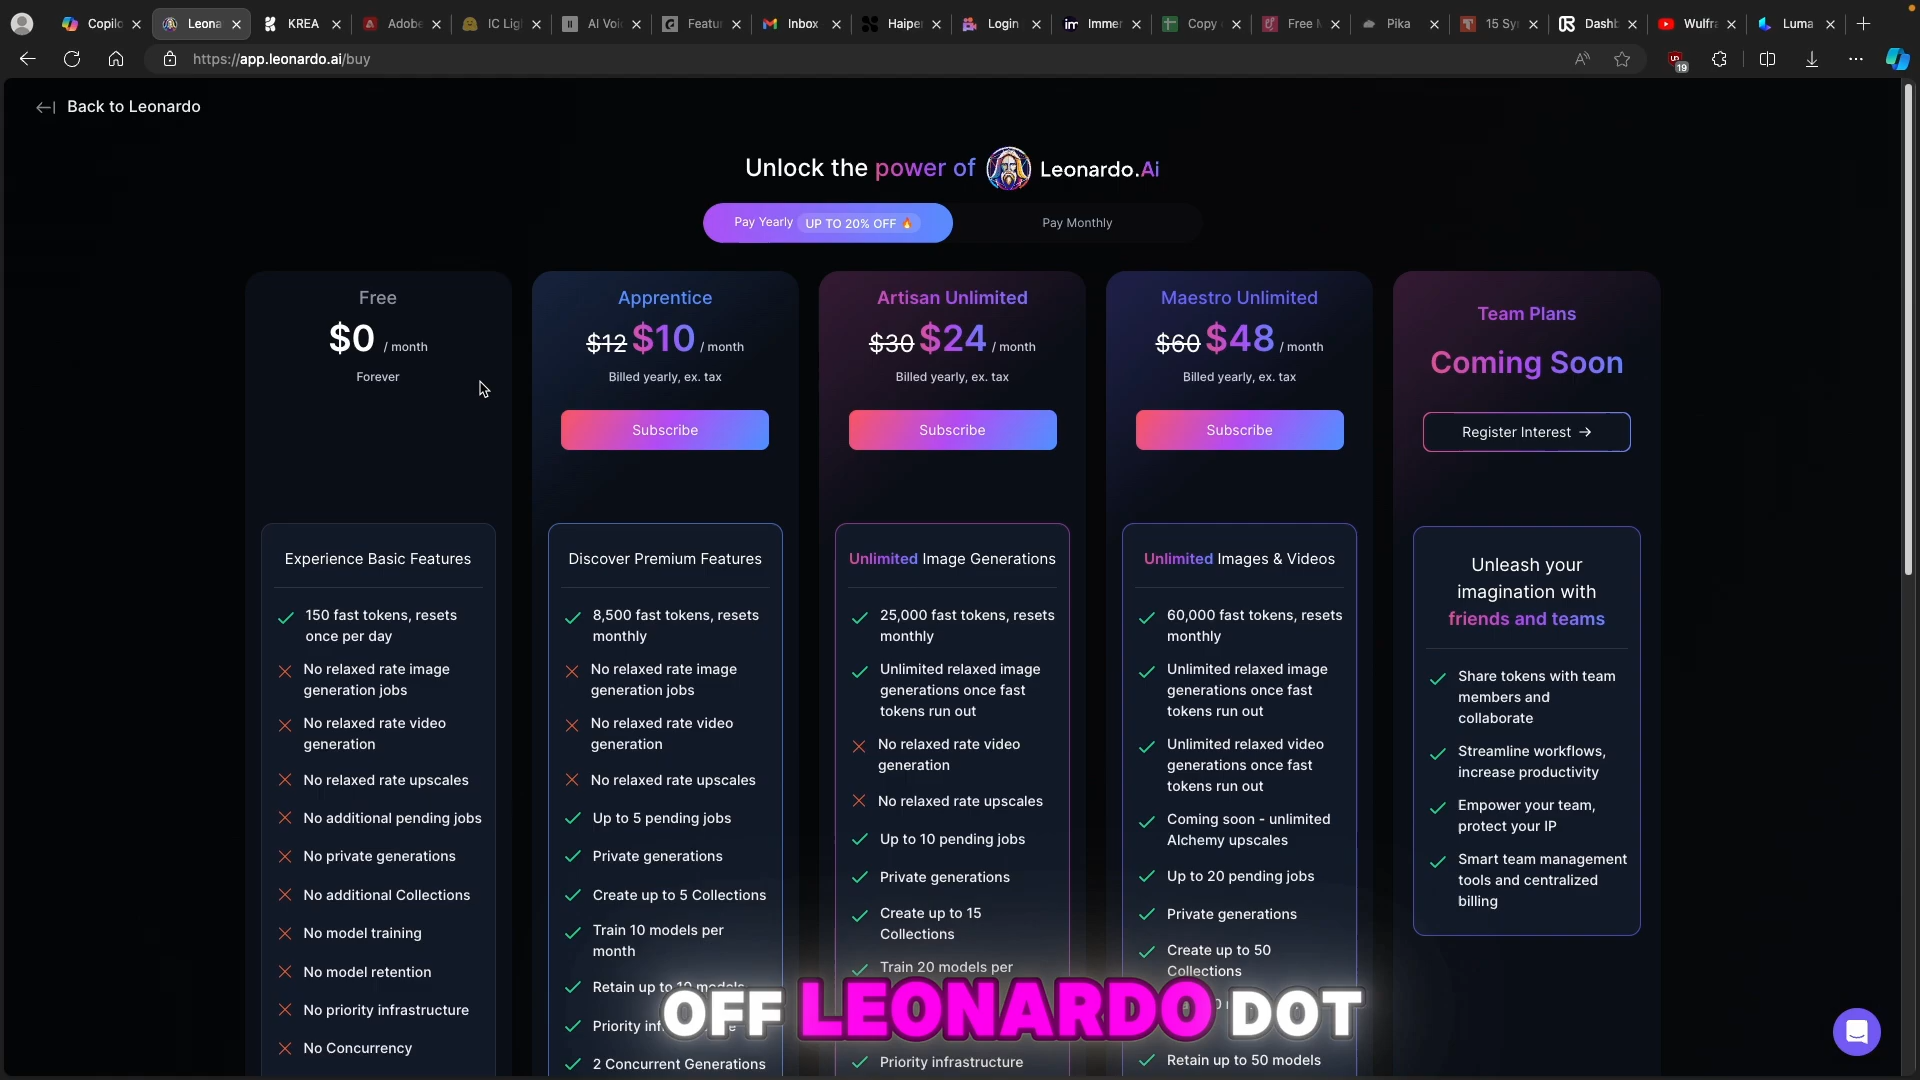 Copilo
Leona
KREA
Adobe
IC Lig
AI Voi
Featu
Inbox
Haiper
Login
Immer
Copy
Free M
Pika
15 Sy
Dashb
Wulfra
Luma
https://app.leonardo.ai/buy
19
Back to Leonardo
Unlock the power of Leonardo.Ai
Pay Yearly UP TO 20% OFF 🔥
Pay Monthly
Free
$0 / month
Forever
Experience Basic Features
150 fast tokens, resets
once per day
No relaxed rate image
generation jobs
No relaxed rate video
generation
No relaxed rate upscales
No additional pending jobs
No private generations
No additional Collections
No model training
No model retention
No priority infrastructure
No Concurrency
Apprentice
$12 $10 / month
Billed yearly, ex. tax
Subscribe
Discover Premium Features
8,500 fast tokens, resets
monthly
No relaxed rate image
generation jobs
No relaxed rate video
generation
No relaxed rate upscales
Up to 5 pending jobs
Private generations
Create up to 5 Collections
Train 10 models per
month
Retain up to 10 models
Priority
2 Concurrent Generations
Artisan Unlimited
$30 $24 / month
Billed yearly, ex. tax
Subscribe
Unlimited Image Generations
25,000 fast tokens, resets
monthly
Unlimited relaxed image
generations once fast
tokens run out
No relaxed rate video
generation
No relaxed rate upscales
Up to 10 pending jobs
Private generations
Create up to 15
Collections
Train 20 models per
Priority infrastructure
Maestro Unlimited
$60 $48 / month
Billed yearly, ex. tax
Subscribe
Unlimited Images & Videos
60,000 fast tokens, resets
monthly
Unlimited relaxed image
generations once fast
tokens run out
Unlimited relaxed video
generations once fast
tokens run out
Coming soon - unlimited
Alchemy upscales
Up to 20 pending jobs
Private generations
Create up to 50
Collections
Retain up to 50 models
Team Plans
Coming Soon
Register Interest →
Unleash your
imagination with
friends and teams
Share tokens with team
members and
collaborate
Streamline workflows,
increase productivity
Empower your team,
protect your IP
Smart team management
tools and centralized
billing
OFF LEONARDO DOT